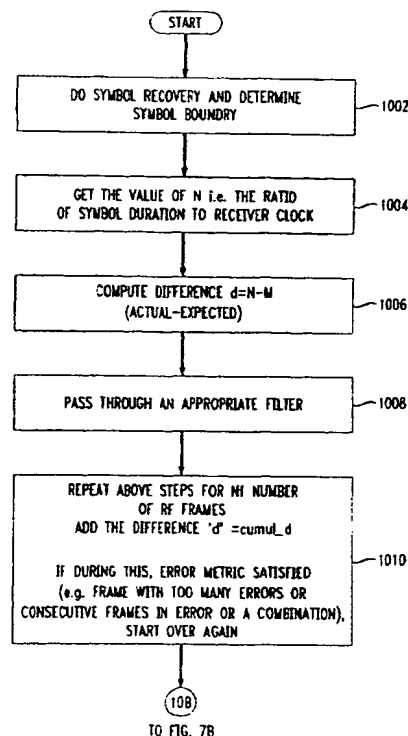 START
DO SYMBOL RECOVERY AND DETERMINE
SYMBOL BOUNDRY
1002
GET THE VALUE OF N i.e. THE RATIO
OF SYMBOL DURATION TO RECEIVER CLOCK
1004
COMPUTE DIFFERENCE d=N-M
(ACTUAL-EXPECTED)
1006
PASS THROUGH AN APPROPRIATE FILTER
1008
REPEAT ABOVE STEPS FOR Nf NUMBER
OF RF FRAMES
ADD THE DIFFERENCE 'd' =cumul_d
IF DURING THIS, ERROR METRIC SATISFIED
(e.g. FRAME WITH TOO MANY ERRORS OR
CONSECUTIVE FRAMES IN ERROR OR A COMBINATION),
START OVER AGAIN
1010
10B
TO FIG. 7B